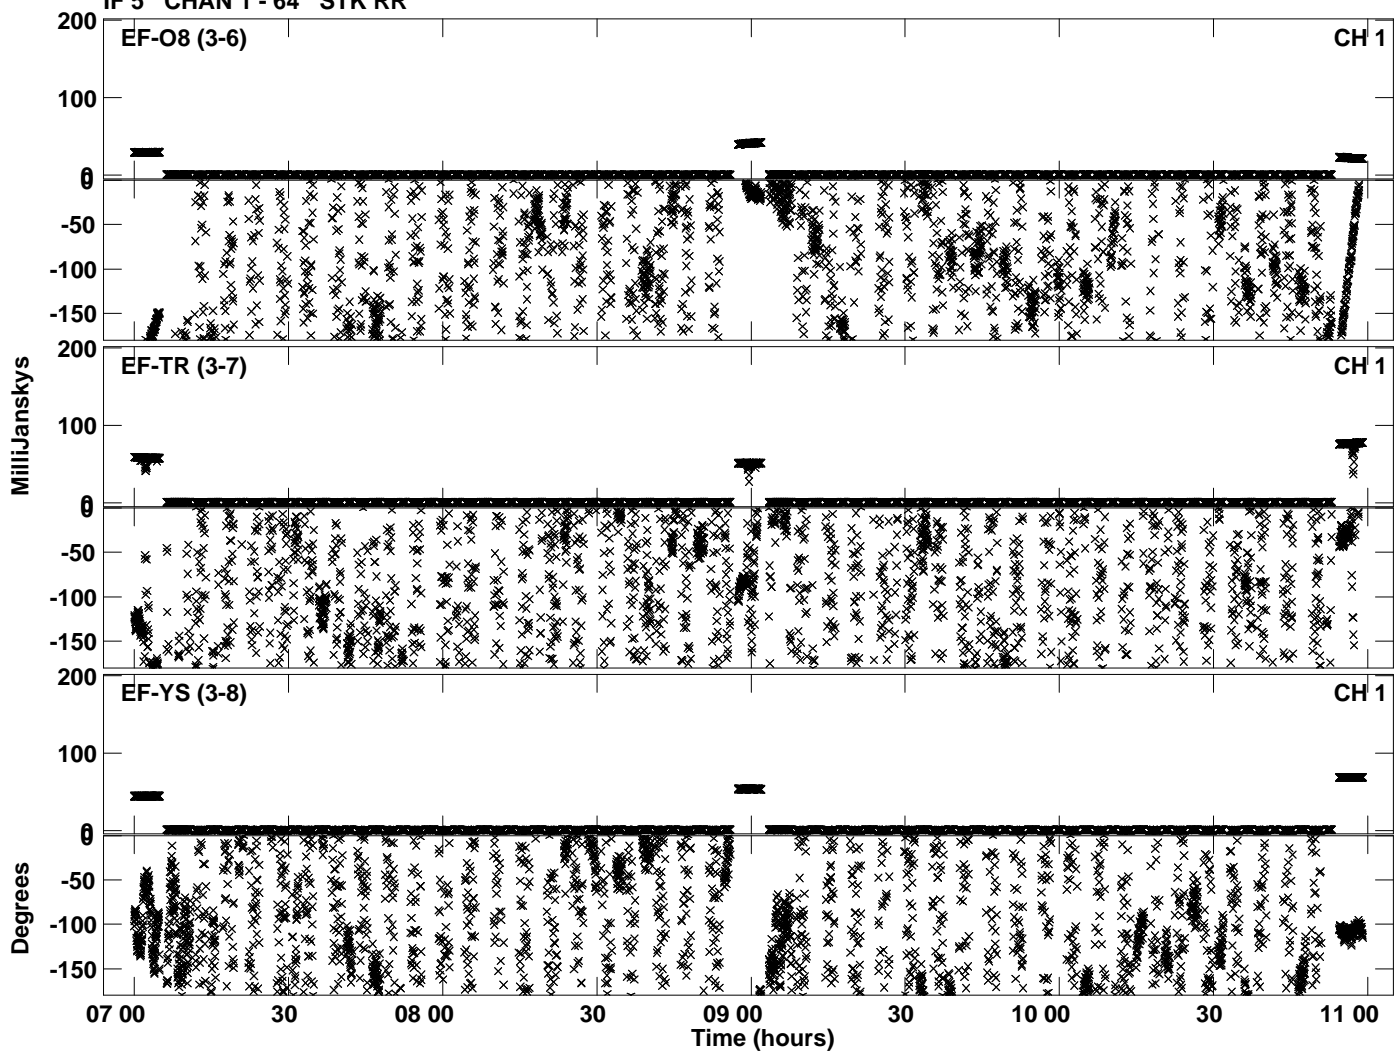 IF 5 CHAN 1 - 64 STK RR
200
EF-O8 (3-6) CH 1
100
0
0
-50
-100
-150
200
EF-TR (3-7) CH 1
100
0
0
-50
-100
-150
200
EF-YS (3-8) CH 1
100
0
0
-50
-100
-150
MilliJanskys
Degrees
07 00 30 08 00 30 09 00 30 10 00 30 11 00
Time (hours)